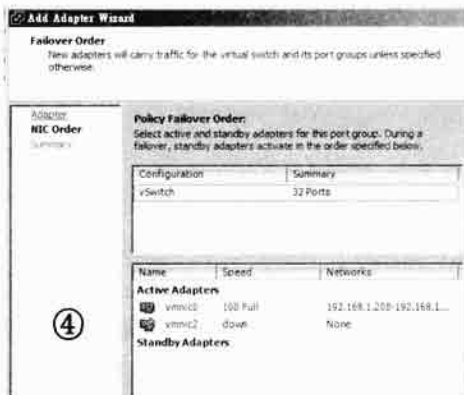 Add Adapter Wizard
Failover Order
New adapters will carry traffic for the virtual switch and its port groups unless specified
otherwise.
Adapter
NIC Order
Summary
Policy Failover Order:
Select active and standby adapters for this port group. During a
failover, standby adapters activate in the order specified below.
Configuration Summary
vSwitch 32 Ports
Name Speed Networks
Active Adapters
vmnic0 100 Full 192.168.1.208-192.168.1...
vmnic2 down None
Standby Adapters
④